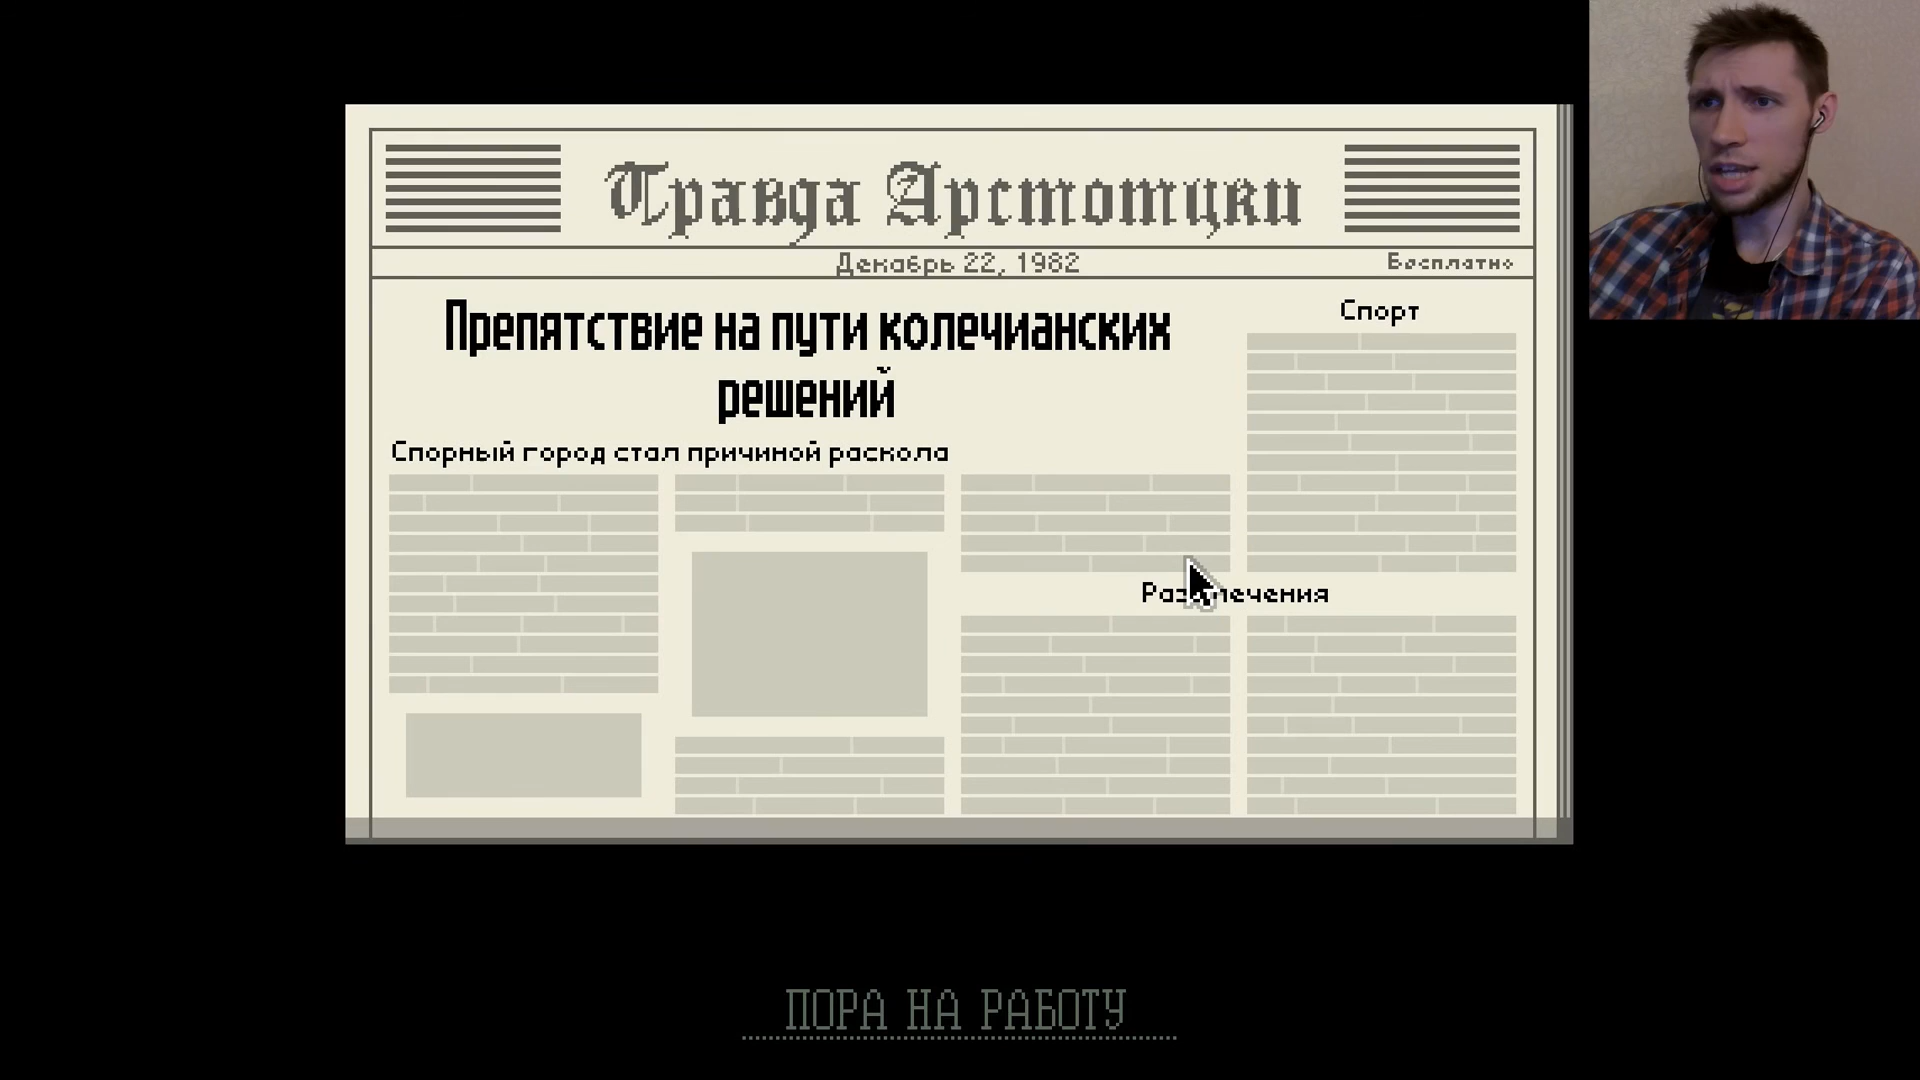 Правда Арстотцки
Декабрь 22, 1982
Бесплатно
Препятствие на пути колечианских
решений
Спорный город стал причиной раскола
Спорт
Развлечения
ПОРА НА РАБОТУ